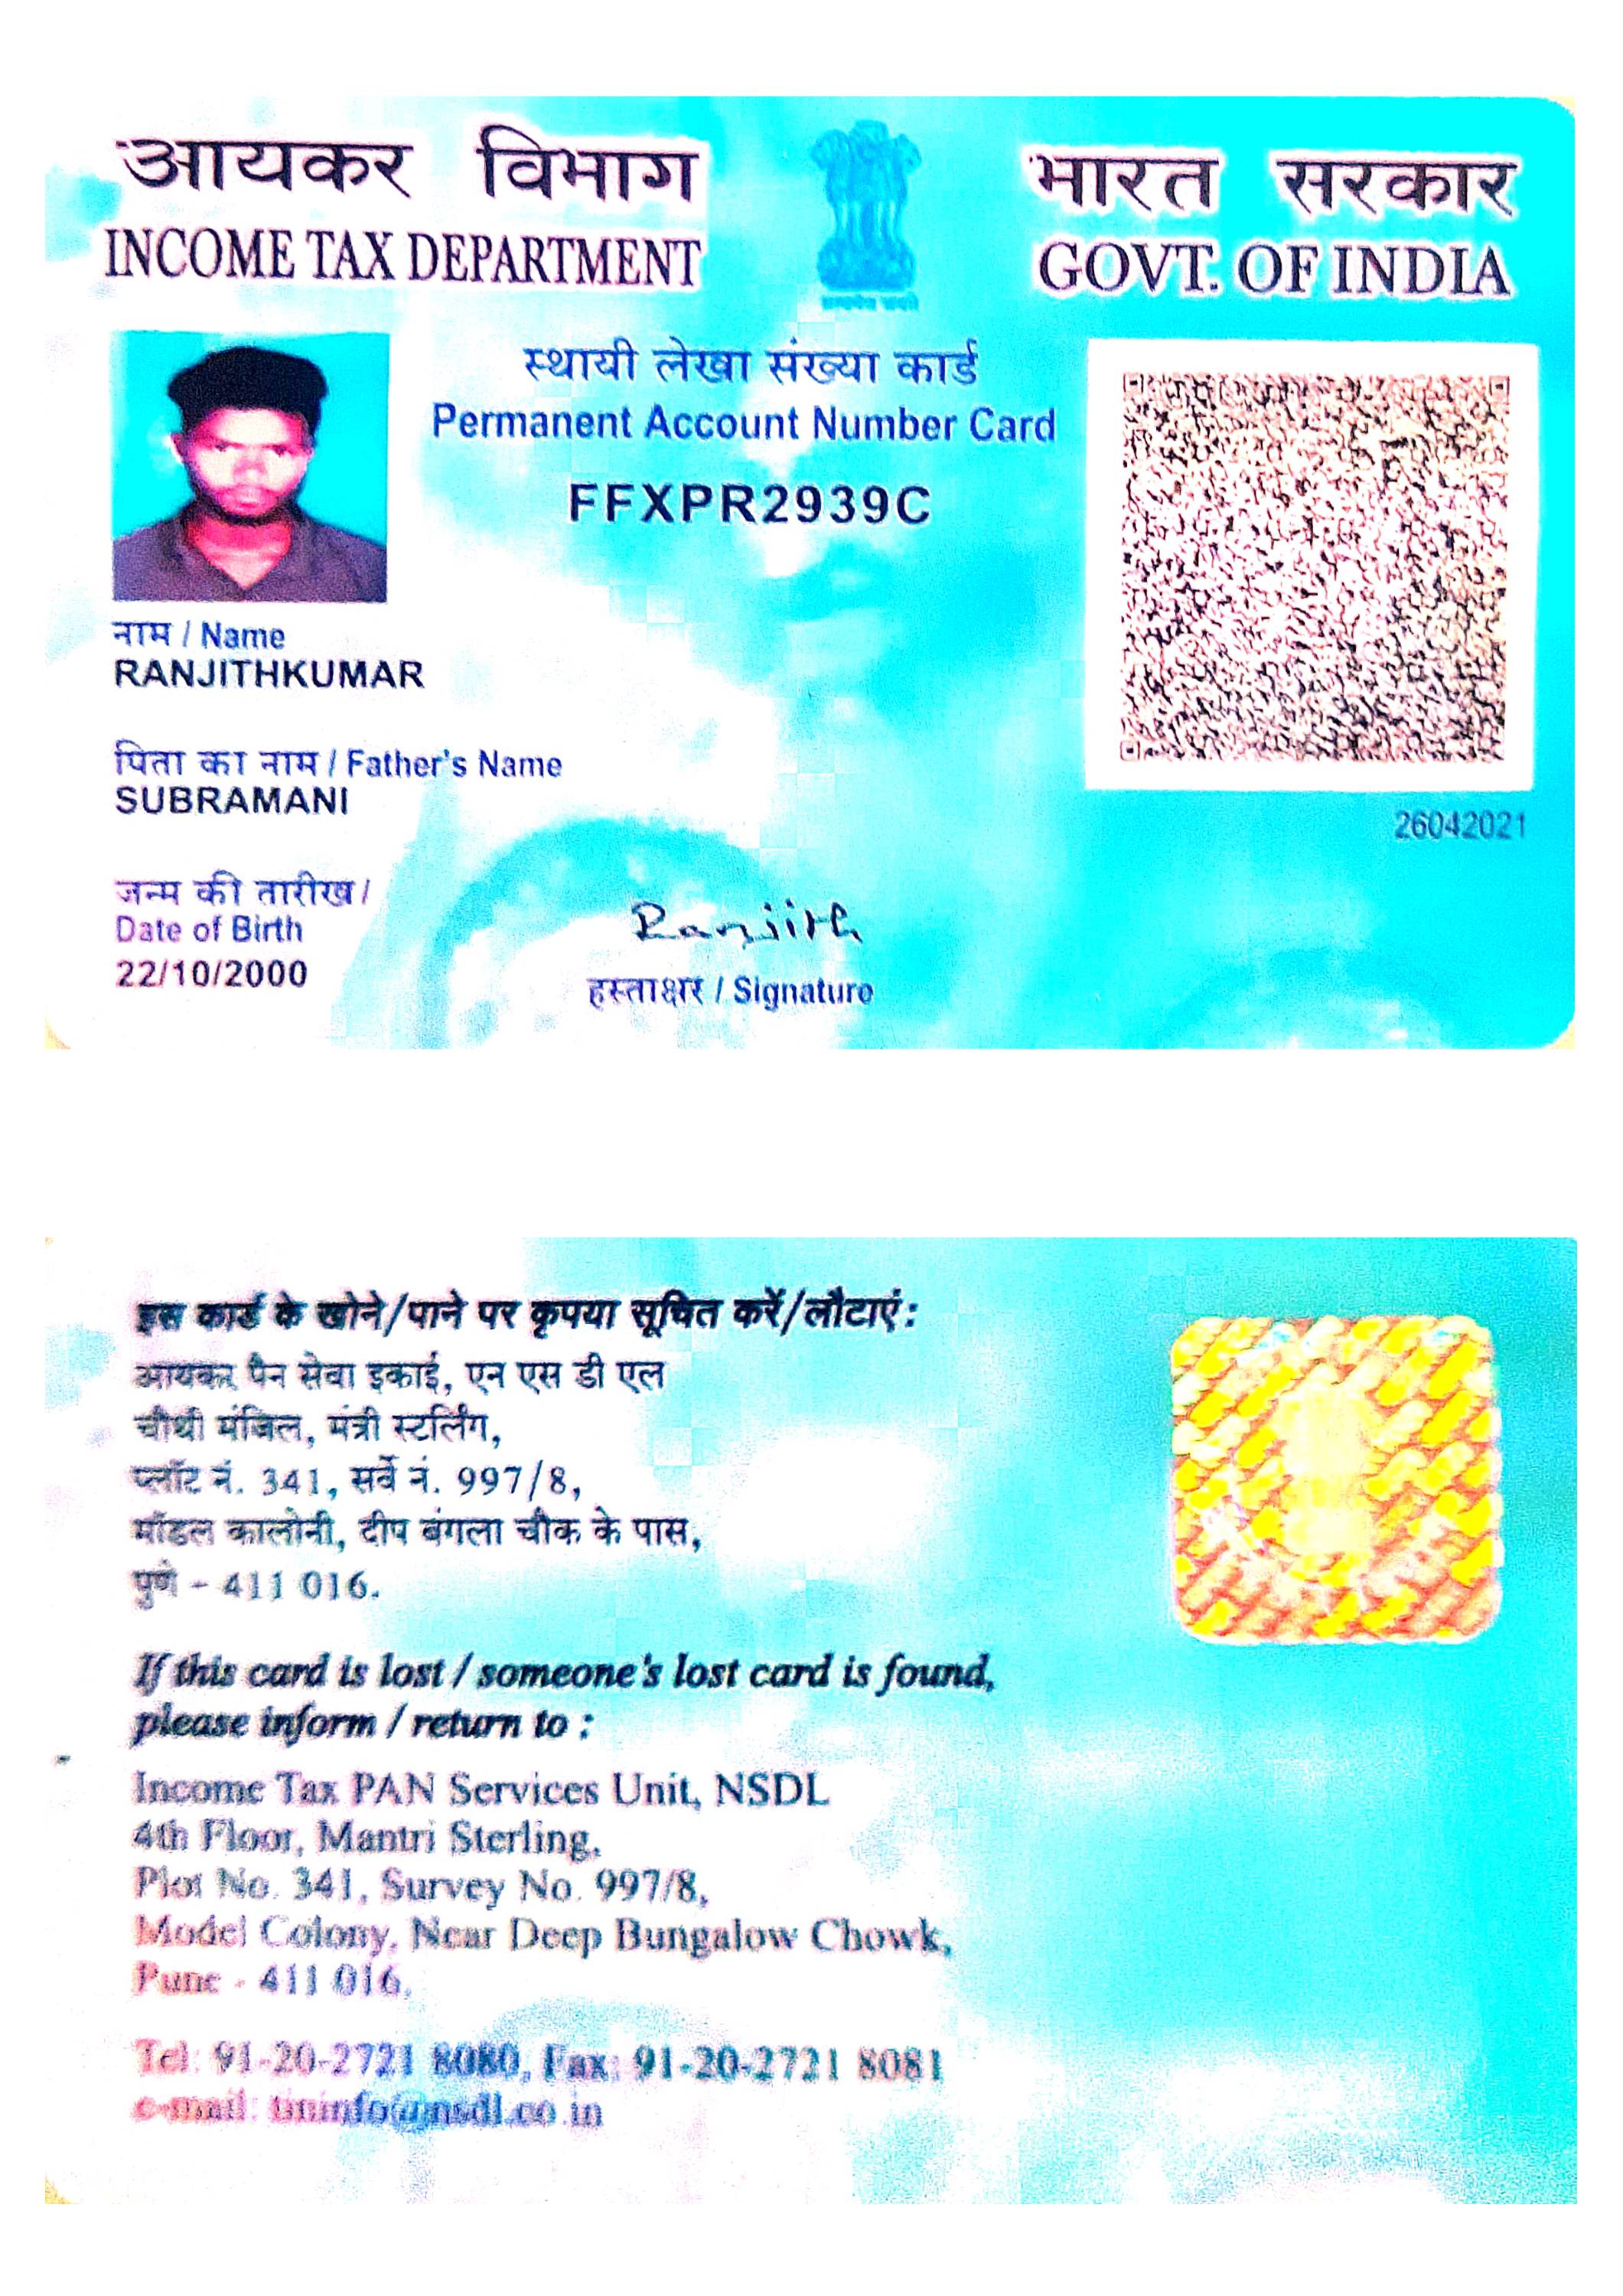 आयकर विभाग
INCOME TAX DEPARTMENT
भारत सरकार
GOVT. OF INDIA
स्थायी लेखा संख्या कार्ड
Permanent Account Number Card
FFXPR2939C
नाम / Name
RANJITHKUMAR
पिता का नाम / Father's Name
SUBRAMANI
26042021
जन्म की तारीख /
Date of Birth
22/10/2000
Ranjith
हस्ताक्षर / Signature
इस कार्ड के खोने/पाने पर कृपया सूचित करें/लौटाएं:
आयकर पैन सेवा इकाई, एन एस डी एल
चौथी मंजिल, मंत्री स्टर्लिंग,
प्लॉट नं. 341, सर्वे नं. 997/8,
मॉडल कालोनी, दीप बंगला चौक के पास,
पुणे - 411 016.
If this card is lost / someone's lost card is found,
please inform / return to :
Income Tax PAN Services Unit, NSDL
4th Floor, Mantri Sterling,
Plot No. 341, Survey No. 997/8,
Model Colony, Near Deep Bungalow Chowk,
Pune - 411 016.
Tel: 91-20-2721 8080, Fax: 91-20-2721 8081
e-mail: tininfo@nsdl.co.in